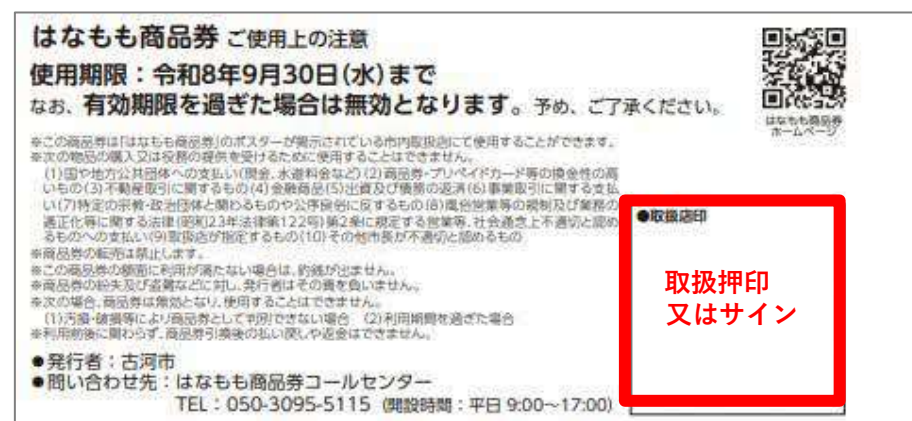 はなもも商品券 ご使用上の注意
使用期限：令和8年9月30日(水)まで
なお、有効期限を過ぎた場合は無効となります。予め、ご了承ください。
はなもも商品券
ホームページ
※この商品券は「はなもも商品券」のポスターが掲示されている市内取扱店にて使用することができます。
※次の物品の購入又は役務の提供を受けるために使用することはできません。
(1)国や地方公共団体への支払い(税金、水道料金など)(2)商品券・プリペイドカード等の換金性の高
いもの(3)不動産取引に関するもの(4)金融商品(5)出資及び債務の返済(6)事業取引に関する支払
い(7)特定の宗教・政治団体と関わるものや公序良俗に反するもの(8)風俗営業等の規制及び業務の
適正化等に関する法律(昭和23年法律第122号)第2条に規定する営業等、社会通念上不適切と認め
るものへの支払い(9)取扱店が指定するもの(10)その他市長が不適切と認めるもの
※商品券の転売は禁止します。
※この商品券の額面に利用が満たない場合は、釣銭が出ません。
※商品券の紛失及び盗難などに対し、発行者はその責を負いません。
※次の場合、商品券は無効となり、使用することはできません。
(1)汚損・破損等により商品券として判別できない場合 (2)利用期間を過ぎた場合
※利用前後に関わらず、商品券引換後の払い戻しや返金はできません。
●取扱店印
取扱押印
又はサイン
●発行者：古河市
●問い合わせ先：はなもも商品券コールセンター
TEL：050-3095-5115 (開設時間：平日 9:00～17:00)